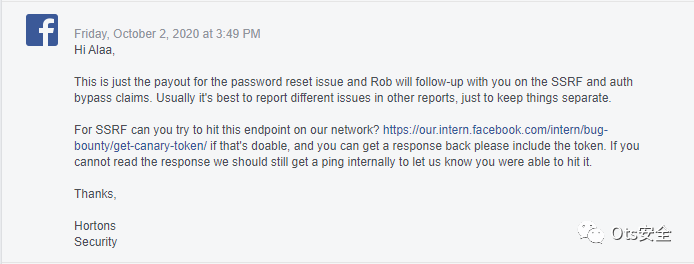 Friday, October 2, 2020 at 3:49 PM
Hi Alaa,
This is just the payout for the password reset issue and Rob will follow-up with you on the SSRF and auth
bypass claims. Usually it's best to report different issues in other reports, just to keep things separate.
For SSRF can you try to hit this endpoint on our network? https://our.intern.facebook.com/intern/bug-
bounty/get-canary-token/ if that's doable, and you can get a response back please include the token. If you
cannot read the response we should still get a ping internally to let us know you were able to hit it.
Thanks,
Hortons
Security
Ots安全